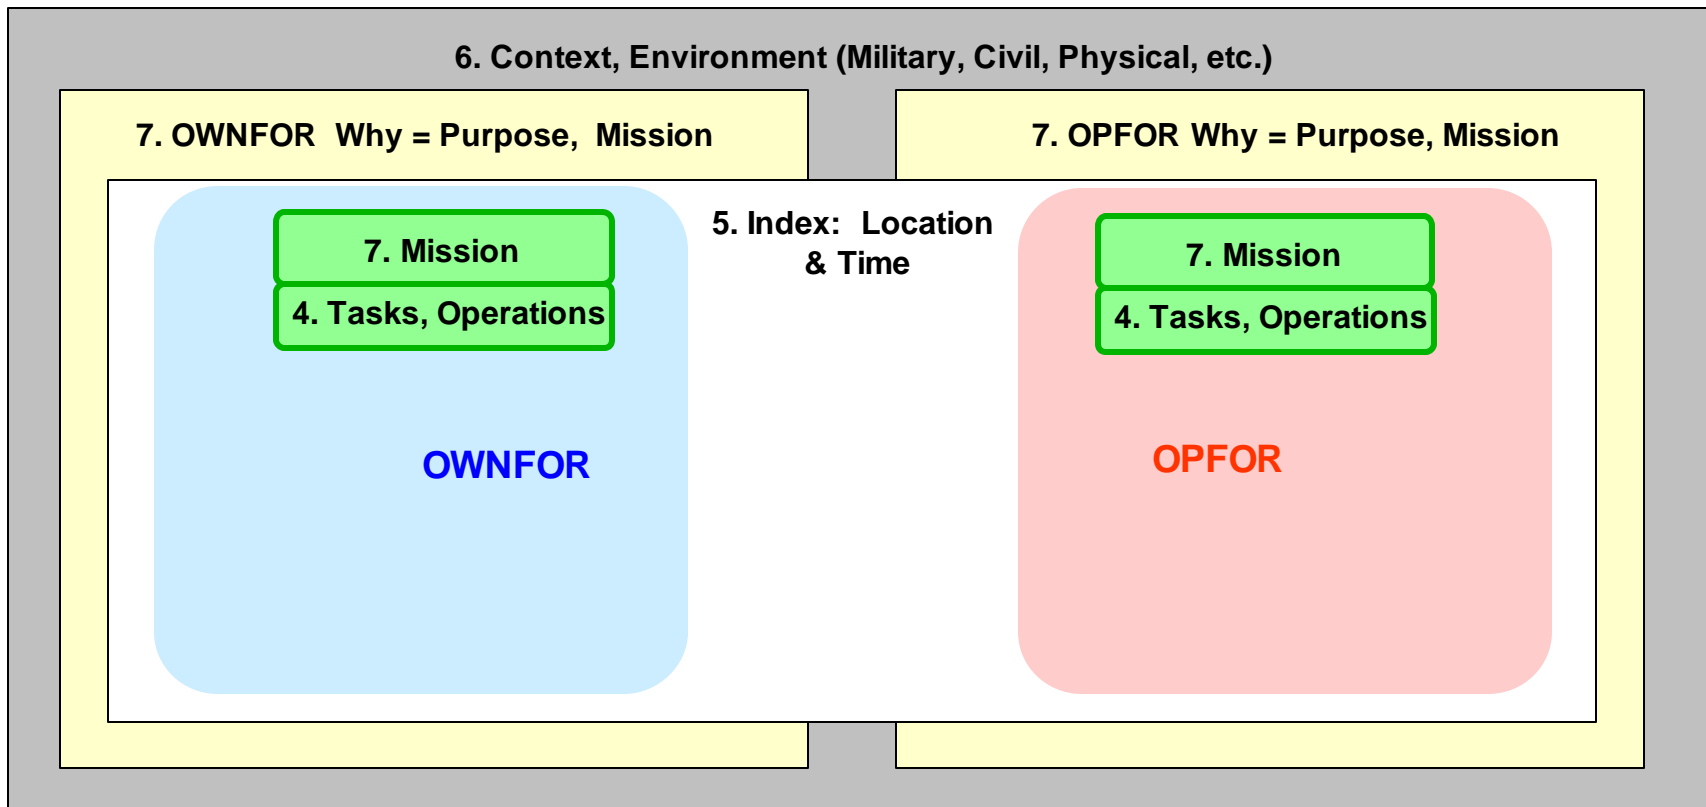 6. Context, Environment (Military, Civil, Physical, etc.)
7. OWNFOR Why = Purpose, Mission
7. OPFOR Why = Purpose, Mission
5. Index: Location
& Time
7. Mission
4. Tasks, Operations
OWNFOR
7. Mission
4. Tasks, Operations
OPFOR